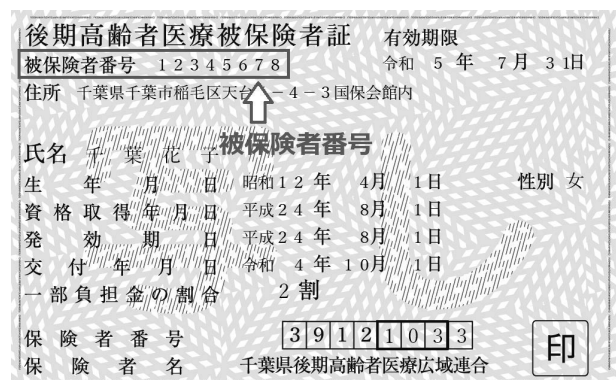 後期高齢者医療被保険者証 有効期限
被保険者番号 12345678 令和 5 年 7月 31日
住所 千葉県千葉市稲毛区天台 −4−3国保会館内
被保険者番号
氏名 千 葉 花 子
生年月日 昭和12年 4月 1日 性別 女
資格取得年月日 平成24年 8月 1日
発効期日 平成24年 8月 1日
交付年月日 令和 4年10月 1日
一部負担金の割合 2割
保険者番号 39121033
保険者名 千葉県後期高齢者医療広域連合
印